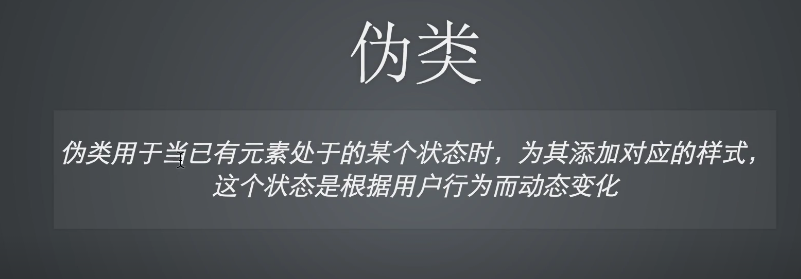 伪类
伪类用于当已有元素处于的某个状态时，为其添加对应的样式，
这个状态是根据用户行为而动态变化